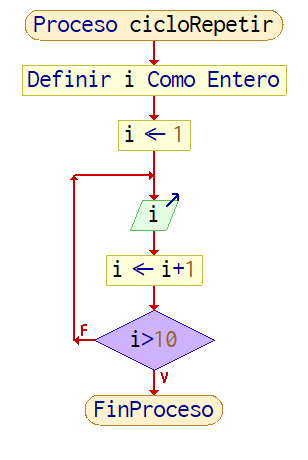 Proceso cicloRepetir
Definir i Como Entero
i ← 1
i
i ← i+1
i>10
F
V
FinProceso